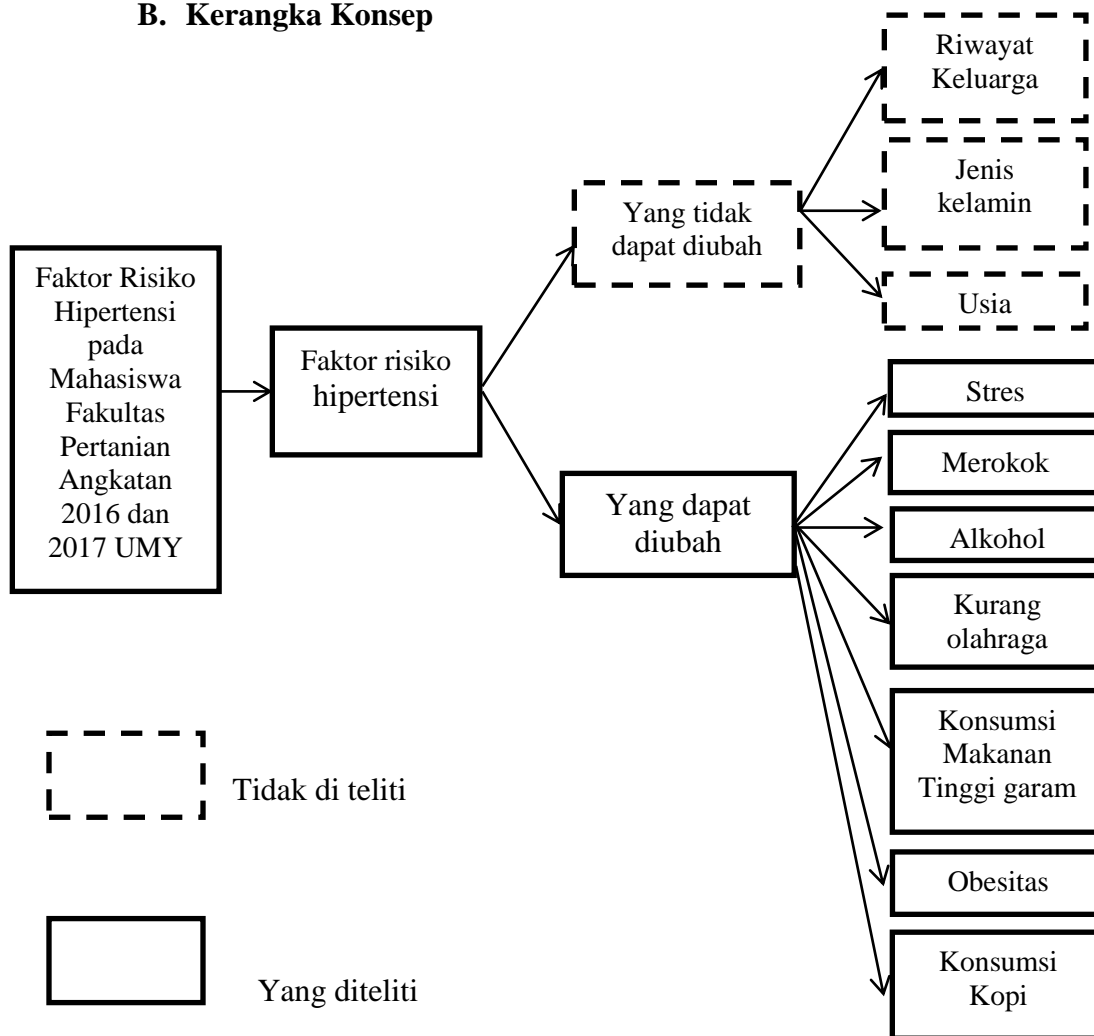 B. Kerangka Konsep
Faktor Risiko
Hipertensi
pada
Mahasiswa
Fakultas
Pertanian
Angkatan
2016 dan
2017 UMY
Faktor risiko
hipertensi
Yang tidak
dapat diubah
Riwayat
Keluarga
Jenis
kelamin
Usia
Yang dapat
diubah
Stres
Merokok
Alkohol
Kurang
olahraga
Konsumsi
Makanan
Tinggi garam
Obesitas
Konsumsi
Kopi
Tidak di teliti
Yang diteliti